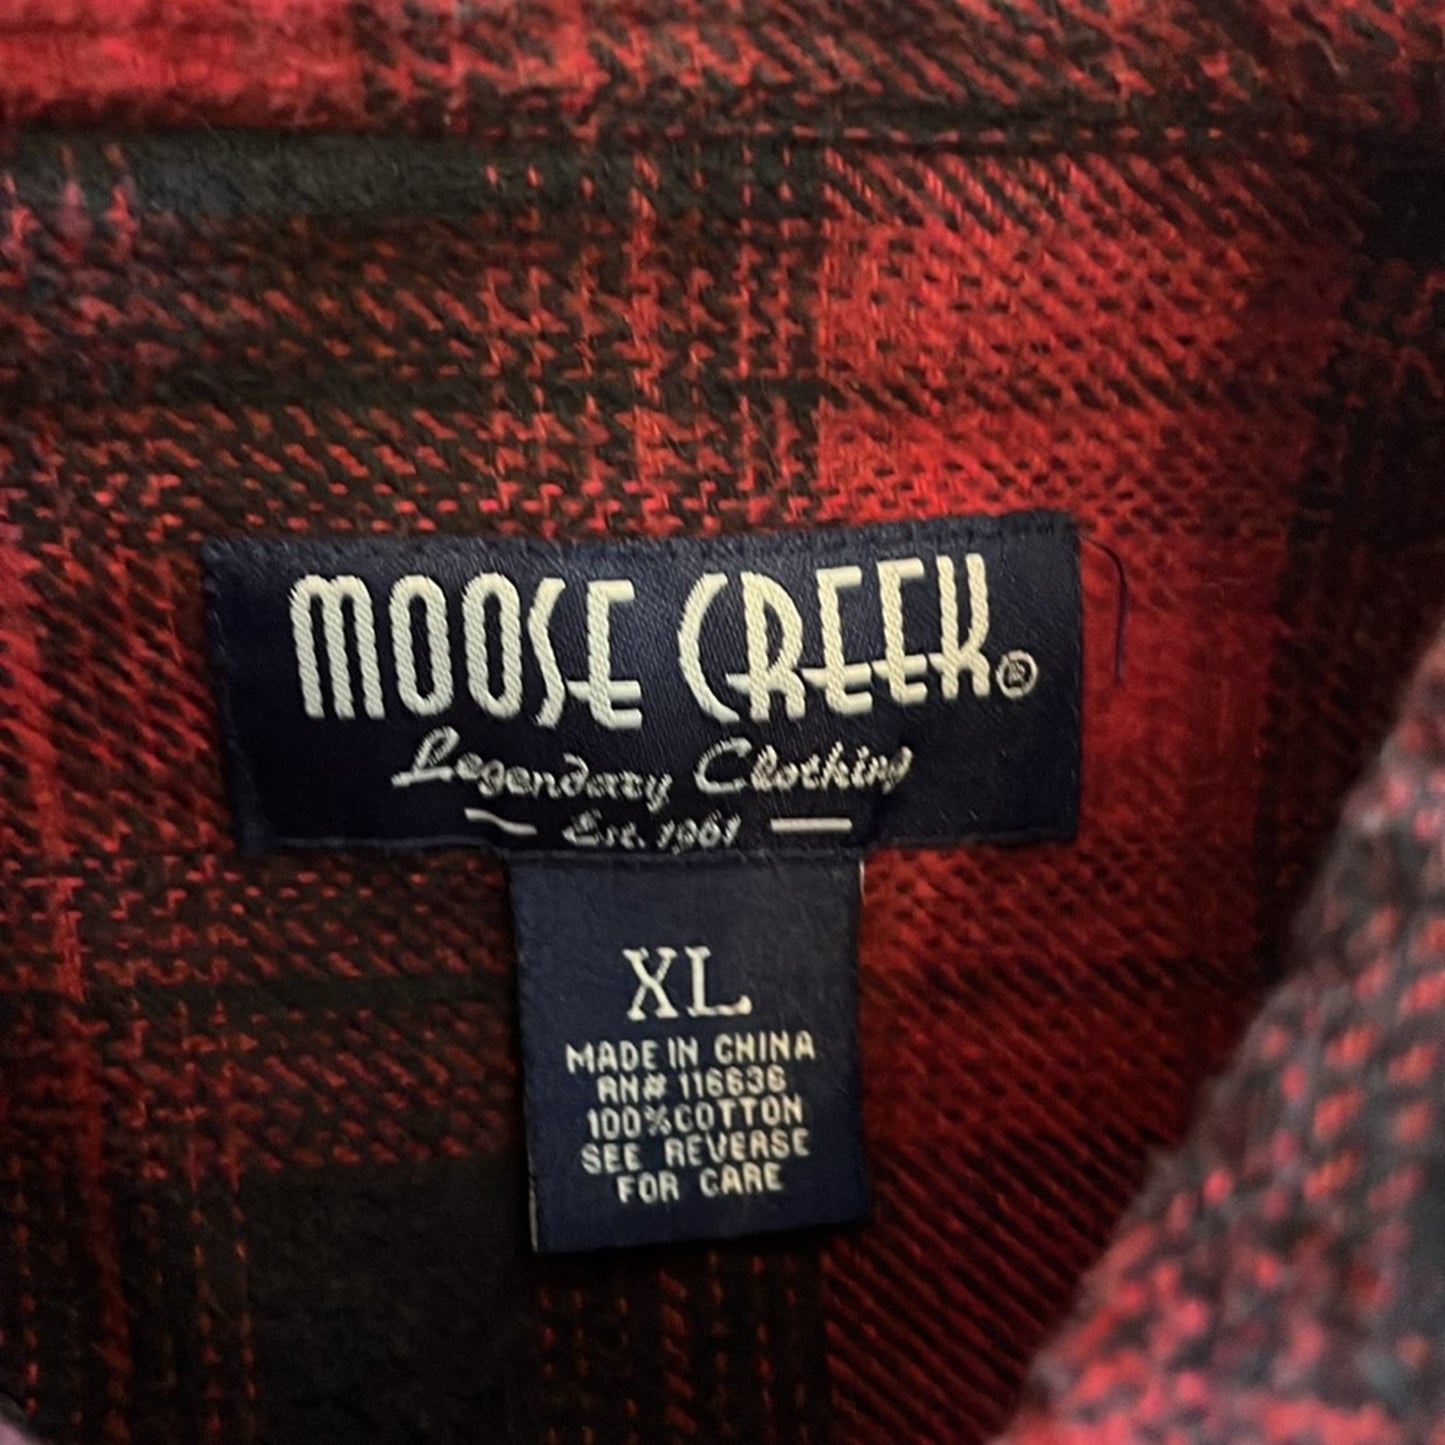 MOOSE CREEK®
Legendary Clothing
Est. 1961
XL
MADE IN CHINA
RN# 116636
100%COTTON
SEE REVERSE
FOR CARE